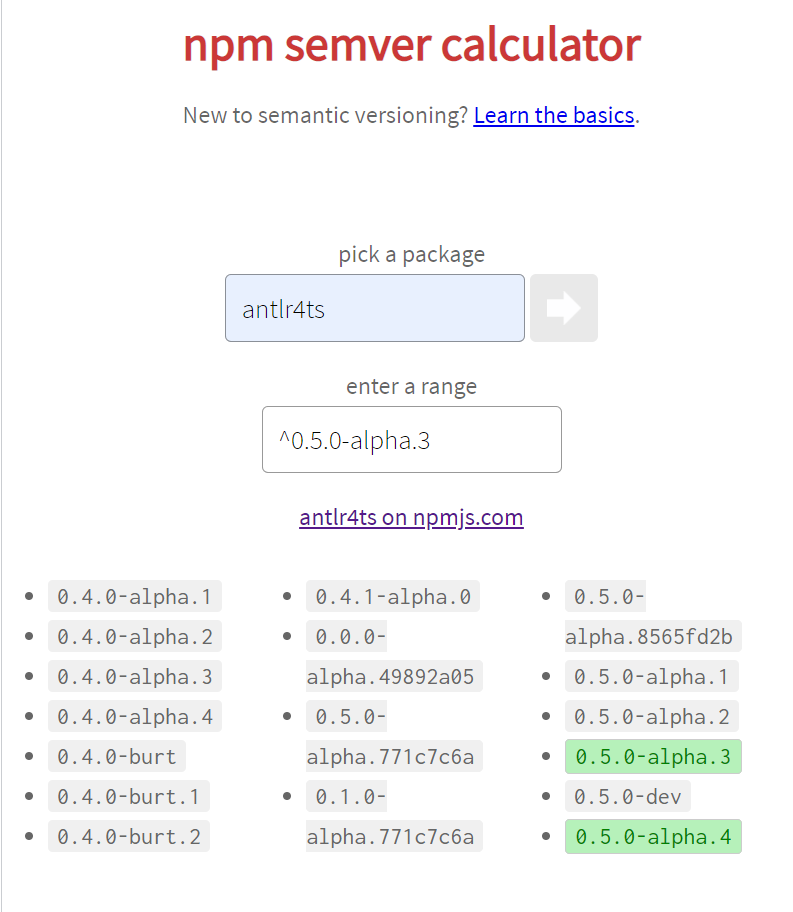 npm semver calculator
New to semantic versioning? Learn the basics.
pick a package
antlr4ts
enter a range
^0.5.0-alpha.3
antlr4ts on npmjs.com
0.4.0-alpha.1
0.4.0-alpha.2
0.4.0-alpha.3
0.4.0-alpha.4
0.4.0-burt
0.4.0-burt.1
0.4.0-burt.2
0.4.1-alpha.0
0.0.0-
alpha.49892a05
0.5.0-
alpha.771c7c6a
0.1.0-
alpha.771c7c6a
0.5.0-
alpha.8565fd2b
0.5.0-alpha.1
0.5.0-alpha.2
0.5.0-alpha.3
0.5.0-dev
0.5.0-alpha.4